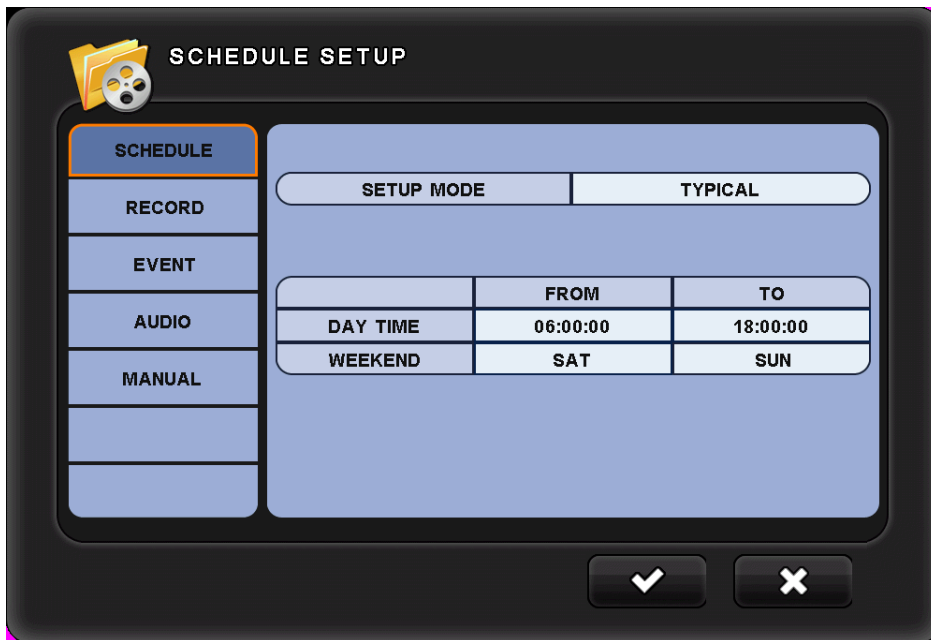 SCHEDULE SETUP
SCHEDULE
RECORD
EVENT
AUDIO
MANUAL
SETUP MODE TYPICAL
FROM TO
DAY TIME 06:00:00 18:00:00
WEEKEND SAT SUN